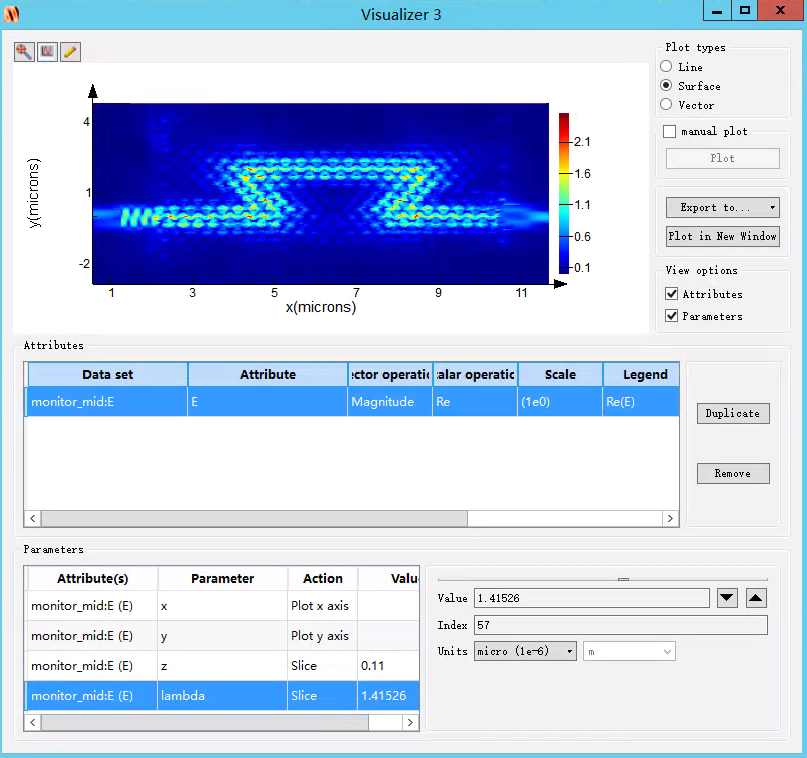 Visualizer 3
Plot types
Line
Surface
Vector
manual plot
Plot
Export to...
Plot in New Window
View options
Attributes
Parameters
y(microns)
4
1
-2
1 3 5 7 9 11
x(microns)
2.1
1.6
1.1
0.6
0.1
Attributes
Data set Attribute ector operatio alar operatio Scale Legend
monitor_mid:E E Magnitude Re (1e0) Re(E)
Duplicate
Remove
Parameters
Attribute(s) Parameter Action Valu
monitor_mid:E (E) x Plot x axis
monitor_mid:E (E) y Plot y axis
monitor_mid:E (E) z Slice 0.11
monitor_mid:E (E) lambda Slice 1.41526
Value 1.41526
Index 57
Units micro (1e-6) m